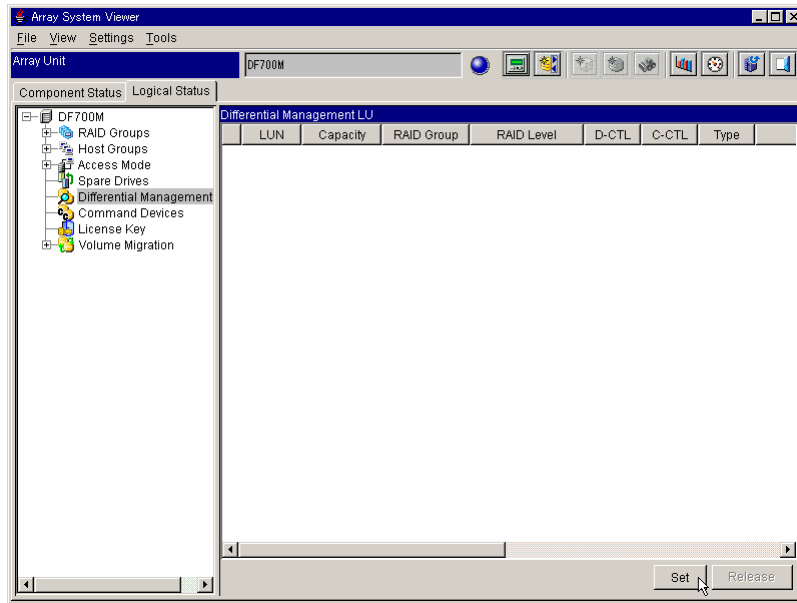 Array System Viewer
File View Settings Tools
Array Unit DF700M
Component Status Logical Status
DF700M
RAID Groups
Host Groups
Access Mode
Spare Drives
Differential Management
Command Devices
License Key
Volume Migration
Differential Management LU
LUN Capacity RAID Group RAID Level D-CTL C-CTL Type
Set Release